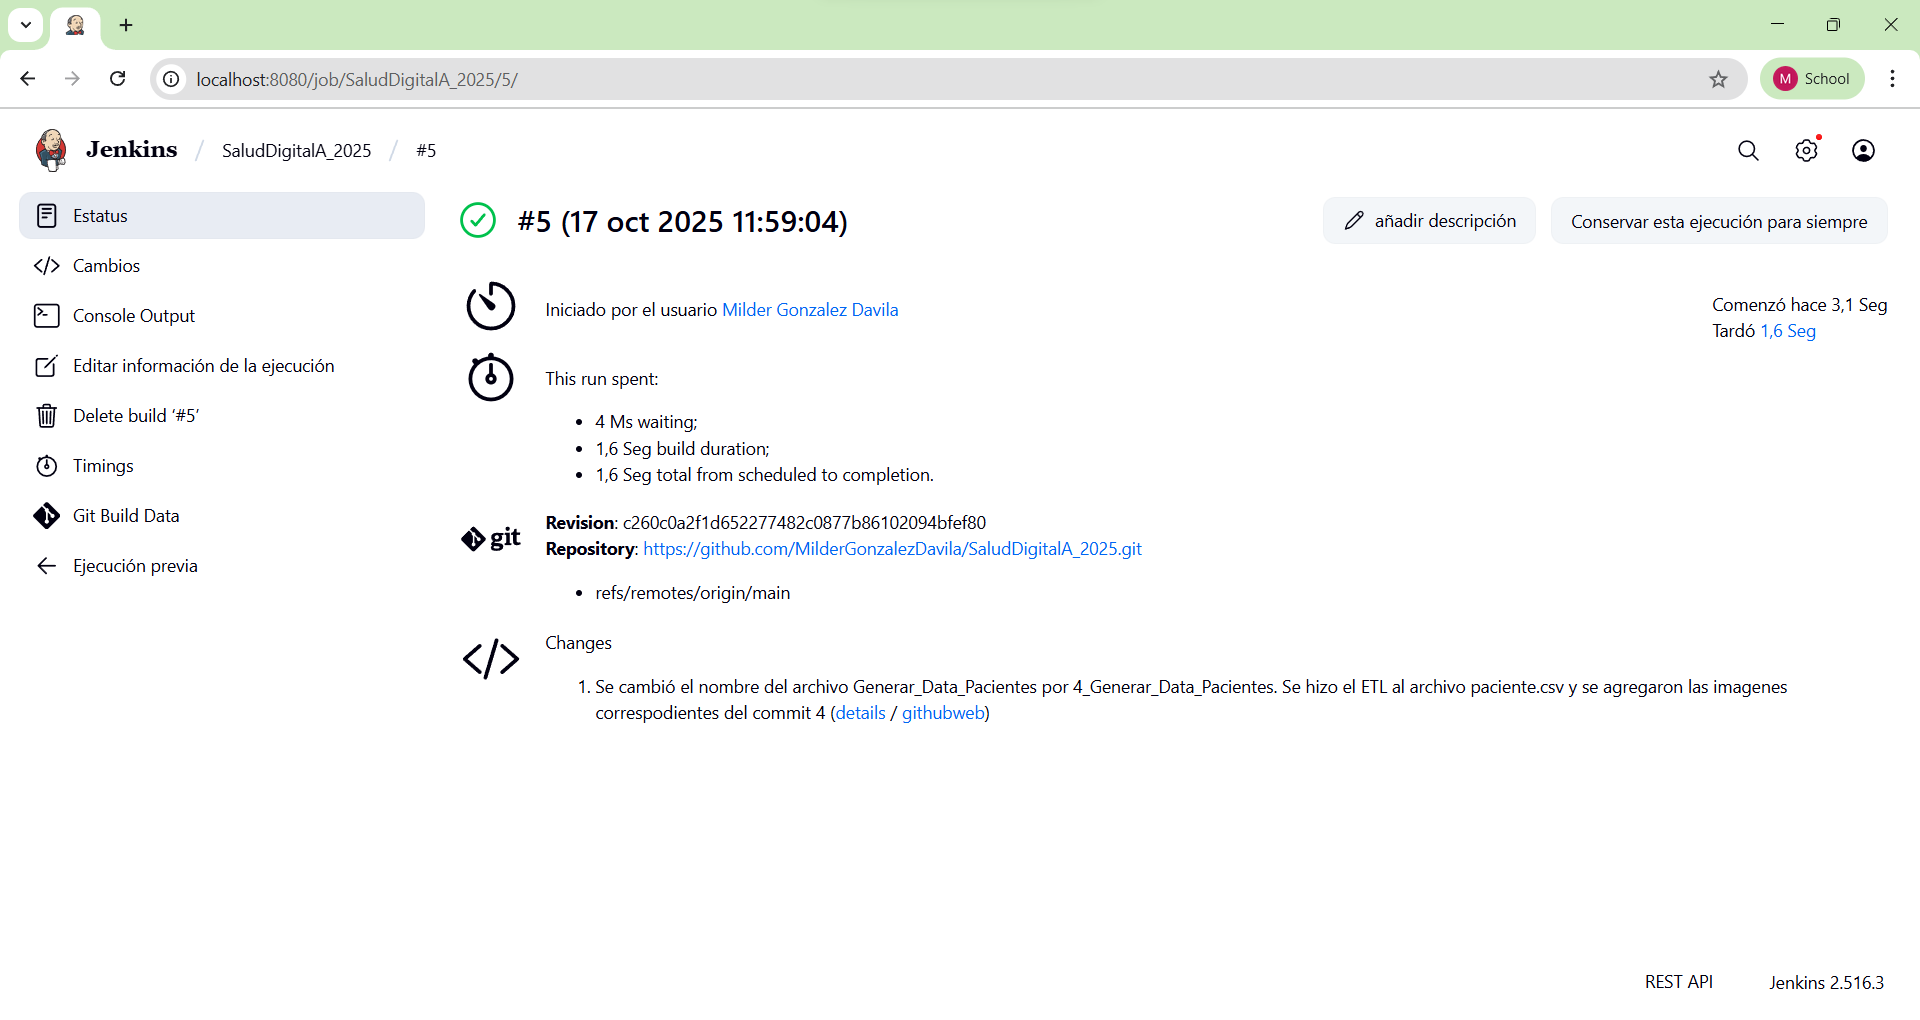 localhost:8080/job/SaludDigitalA_2025/5/
M School
Jenkins / SaludDigitalA_2025 / #5
Estatus
Cambios
Console Output
Editar información de la ejecución
Delete build ‘#5’
Timings
Git Build Data
Ejecución previa
#5 (17 oct 2025 11:59:04)
añadir descripción
Conservar esta ejecución para siempre
Iniciado por el usuario Milder Gonzalez Davila
Comenzó hace 3,1 Seg
Tardó 1,6 Seg
This run spent:
• 4 Ms waiting;
• 1,6 Seg build duration;
• 1,6 Seg total from scheduled to completion.
git
Revision: c260c0a2f1d652277482c0877b86102094bfef80
Repository: https://github.com/MilderGonzalezDavila/SaludDigitalA_2025.git
• refs/remotes/origin/main
Changes
1. Se cambió el nombre del archivo Generar_Data_Pacientes por 4_Generar_Data_Pacientes. Se hizo el ETL al archivo paciente.csv y se agregaron las imagenes
correspodientes del commit 4 (details / githubweb)
REST API
Jenkins 2.516.3